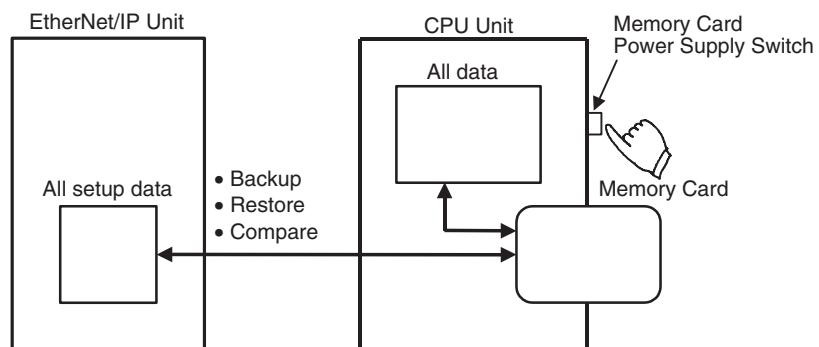 EtherNet/IP Unit
CPU Unit
Memory Card
Power Supply Switch
All data
All setup data
• Backup
• Restore
• Compare
Memory Card